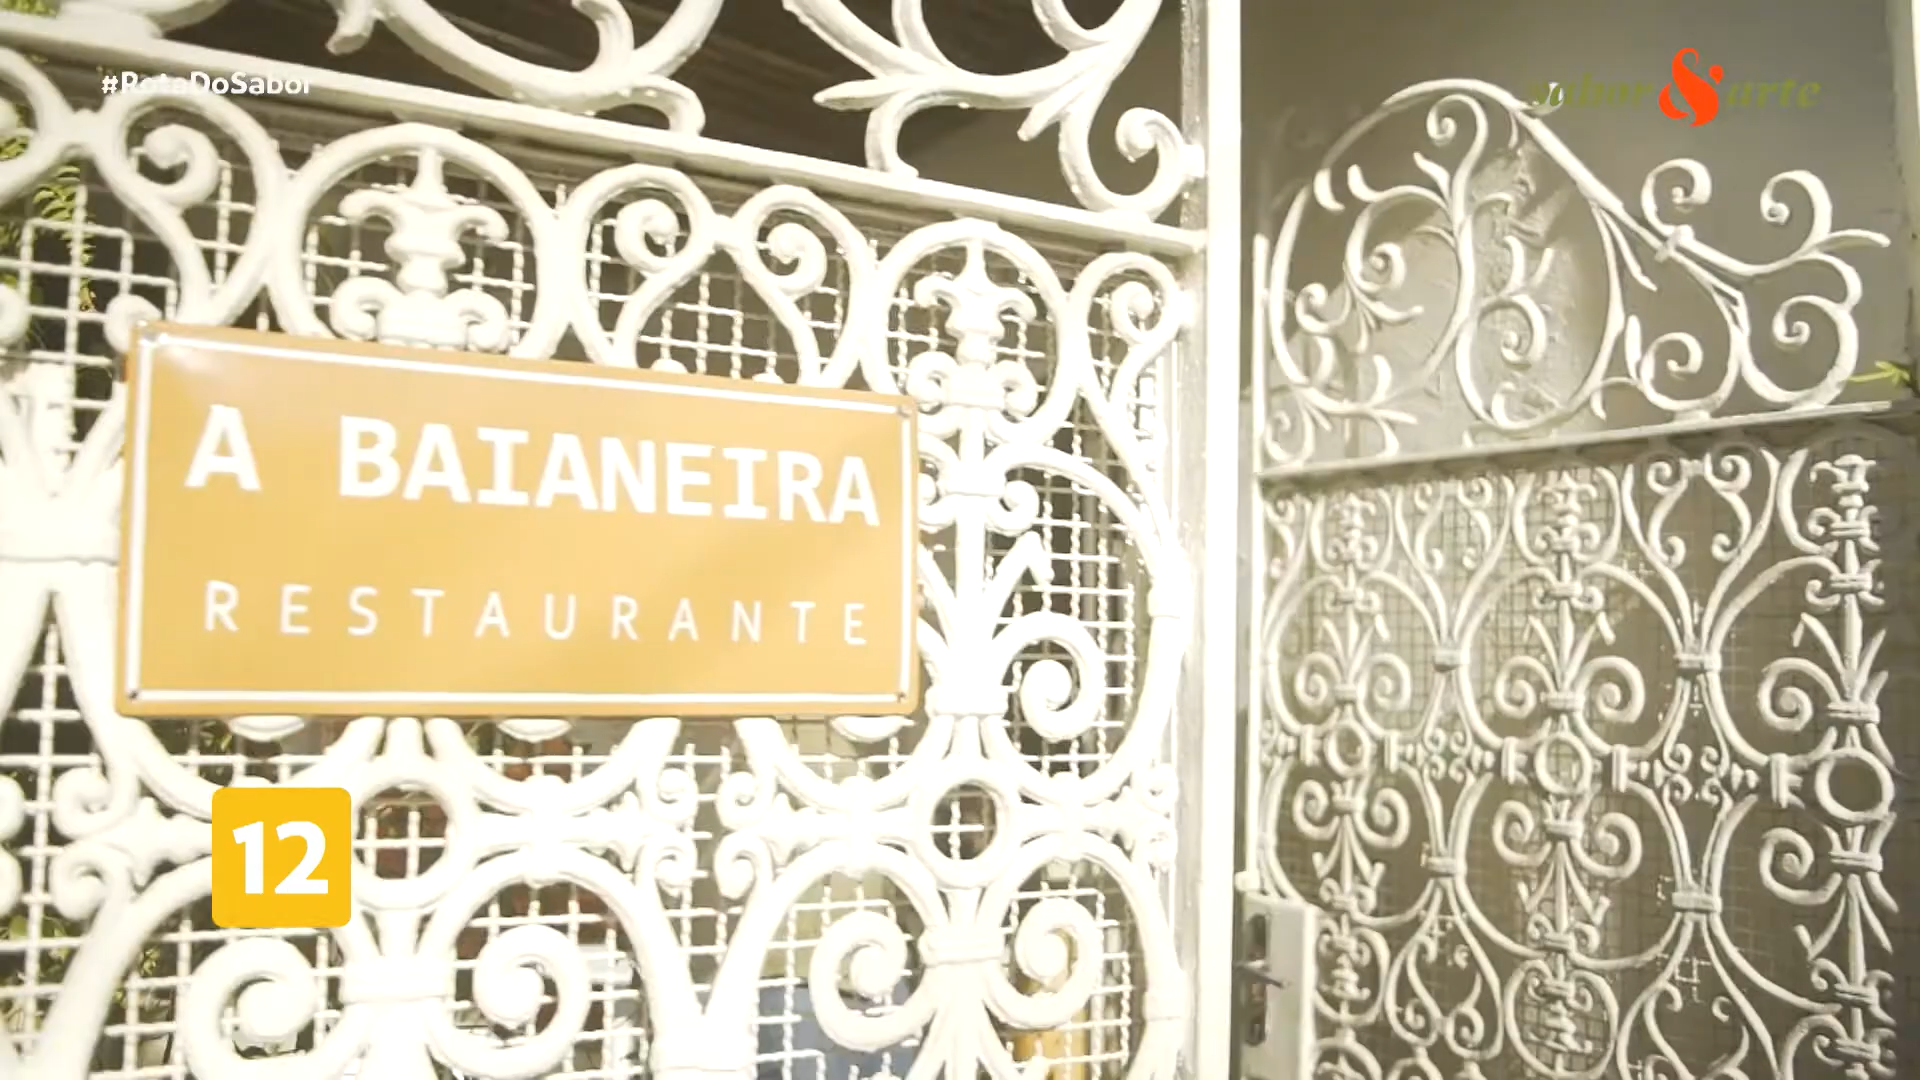 #RotaDoSabor
sabor & arte
A BAIANEIRA
RESTAURANTE
12